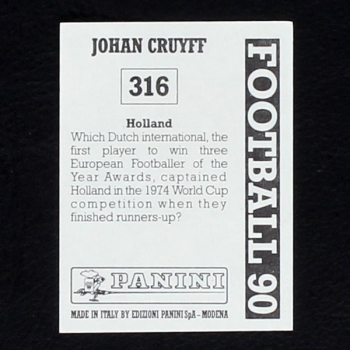 JOHAN CRUYFF
316
Holland
Which Dutch international, the
first player to win three
European Footballer of the
Year Awards, captained
Holland in the 1974 World Cup
competition when they
finished runners-up?
PANINI
MADE IN ITALY BY EDIZIONI PANINI SpA - MODENA
FOOTBALL 90